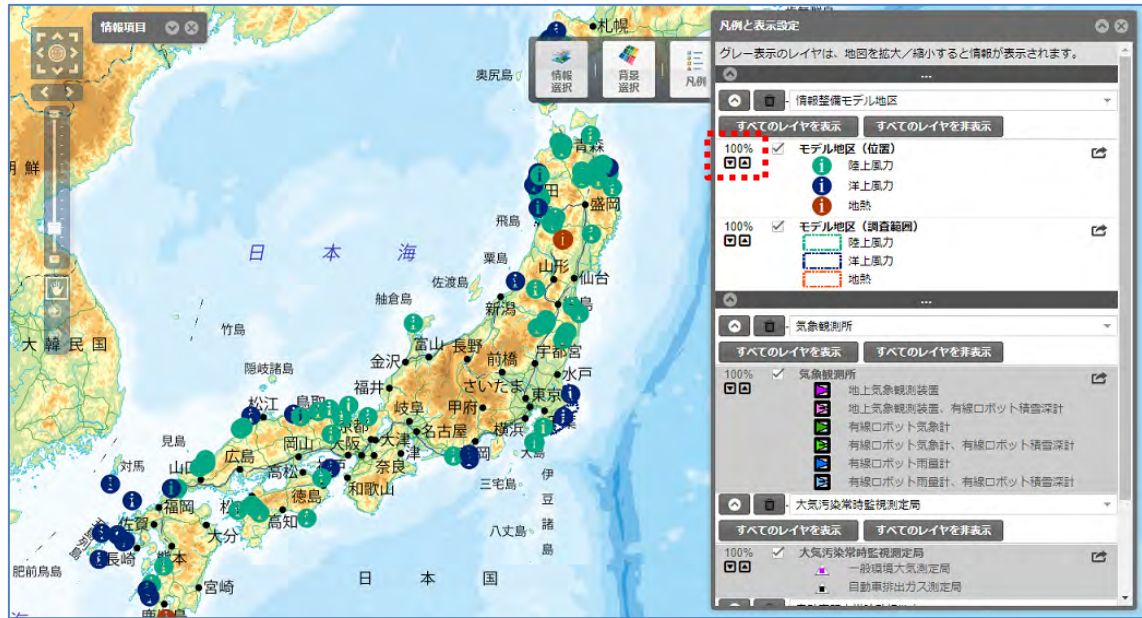 情報項目
札幌
奥尻島
情報
選択
背景
選択
凡例
青森
朝鮮
田
盛岡
飛島
日本海
粟島
山形
仙台
佐渡島
舳倉島
新潟
島
竹島
大韓民国
富山
長野
宇都宮
金沢
前橋
水戸
隠岐諸島
福井
さいたま
東京
松江
鳥取
岐阜
甲府
京都
名古屋
横浜
見島
岡山
大阪
大津
津
岡
大島
広島
対馬
山口
高松
奈良
三宅島
徳島
和歌山
福岡
松
高知
伊豆諸島
佐賀
大分
八丈島
長崎
熊本
肥前鳥島
宮崎
日本国
鹿児島
海
凡例と表示設定
グレー表示のレイヤは、地図を拡大／縮小すると情報が表示されます。
...
情報整備モデル地区
すべてのレイヤを表示 すべてのレイヤを非表示
100% モデル地区（位置）
陸上風力
洋上風力
地熱
100% モデル地区（調査範囲）
陸上風力
洋上風力
地熱
...
気象観測所
すべてのレイヤを表示 すべてのレイヤを非表示
100% 気象観測所
地上気象観測装置
地上気象観測装置、有線ロボット積雪深計
有線ロボット気象計
有線ロボット気象計、有線ロボット積雪深計
有線ロボット雨量計
有線ロボット雨量計、有線ロボット積雪深計
大気汚染常時監視測定局
すべてのレイヤを表示 すべてのレイヤを非表示
100% 大気汚染常時監視測定局
一般環境大気測定局
自動車排出ガス測定局